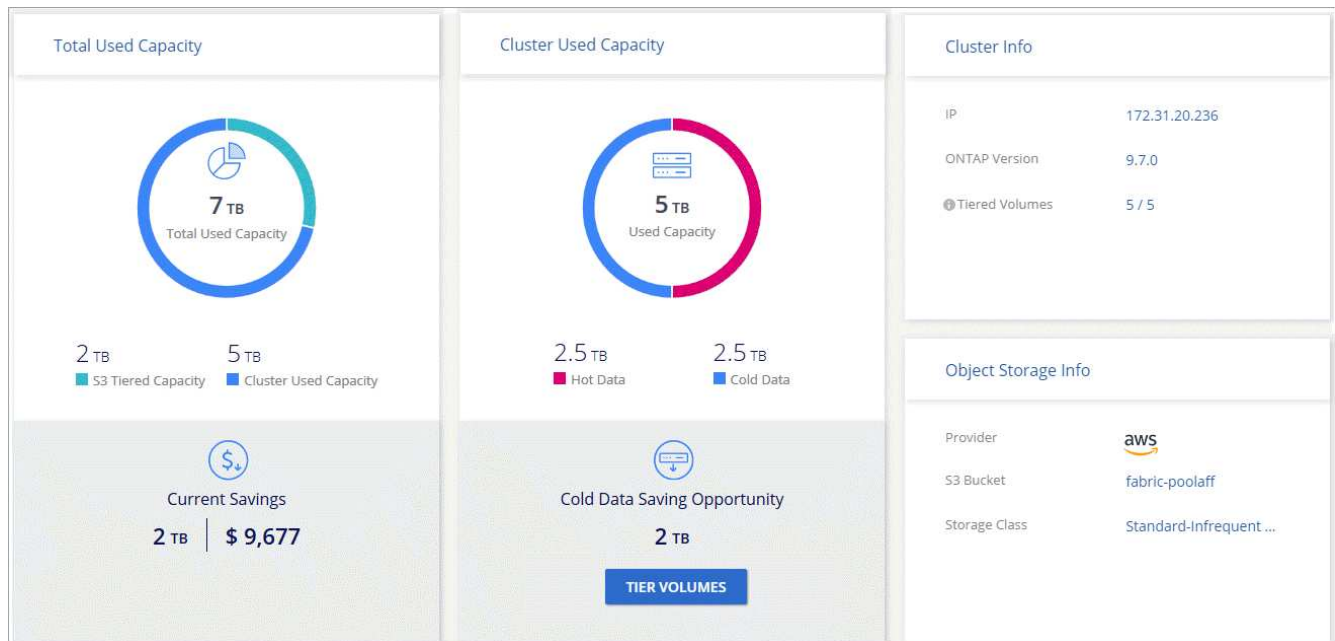 Total Used Capacity
7 TB
Total Used Capacity
2 TB
5 TB
S3 Tiered Capacity
Cluster Used Capacity
Current Savings
2 TB
$ 9,677
Cluster Used Capacity
5 TB
Used Capacity
2.5 TB
2.5 TB
Hot Data
Cold Data
Cold Data Saving Opportunity
2 TB
TIER VOLUMES
Cluster Info
IP 172.31.20.236
ONTAP Version 9.7.0
Tiered Volumes 5 / 5
Object Storage Info
Provider aws
S3 Bucket fabric-poolaff
Storage Class Standard-Infrequent ...